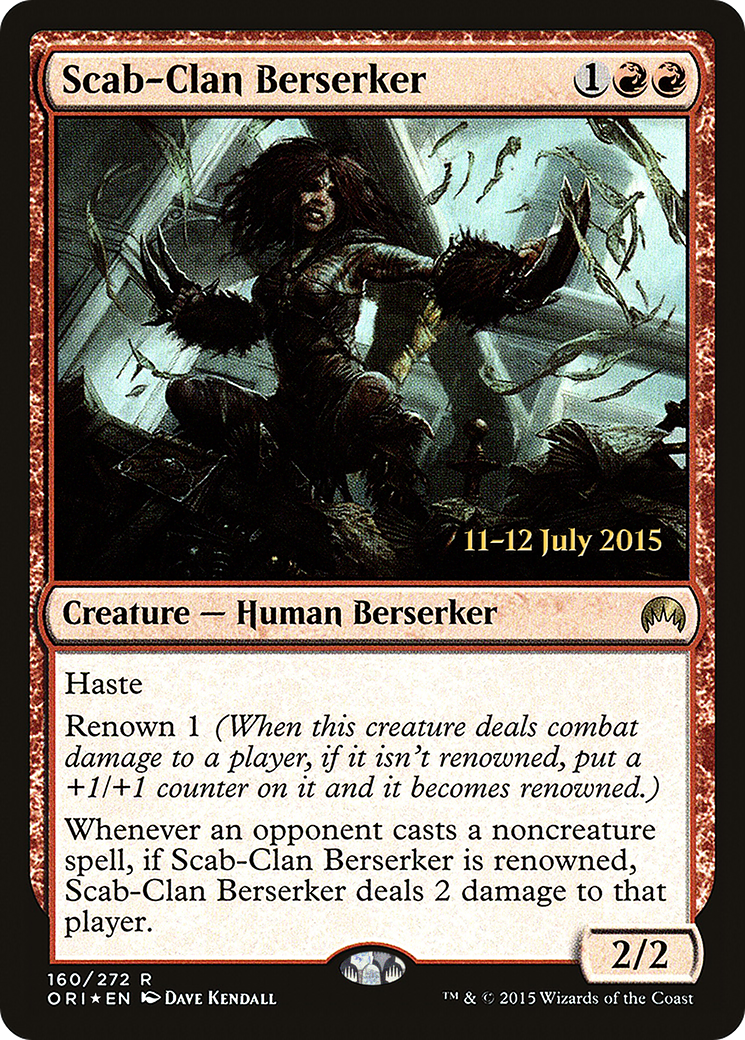 Scab-Clan Berserker 1
11–12 July 2015
Creature — Human Berserker
Haste
Renown 1 (When this creature deals combat
damage to a player, if it isn't renowned, put a
+1/+1 counter on it and it becomes renowned.)
Whenever an opponent casts a noncreature
spell, if Scab-Clan Berserker is renowned,
Scab-Clan Berserker deals 2 damage to that
player.
2/2
160/272 R
ORI★EN Dave Kendall
™ & © 2015 Wizards of the Coast